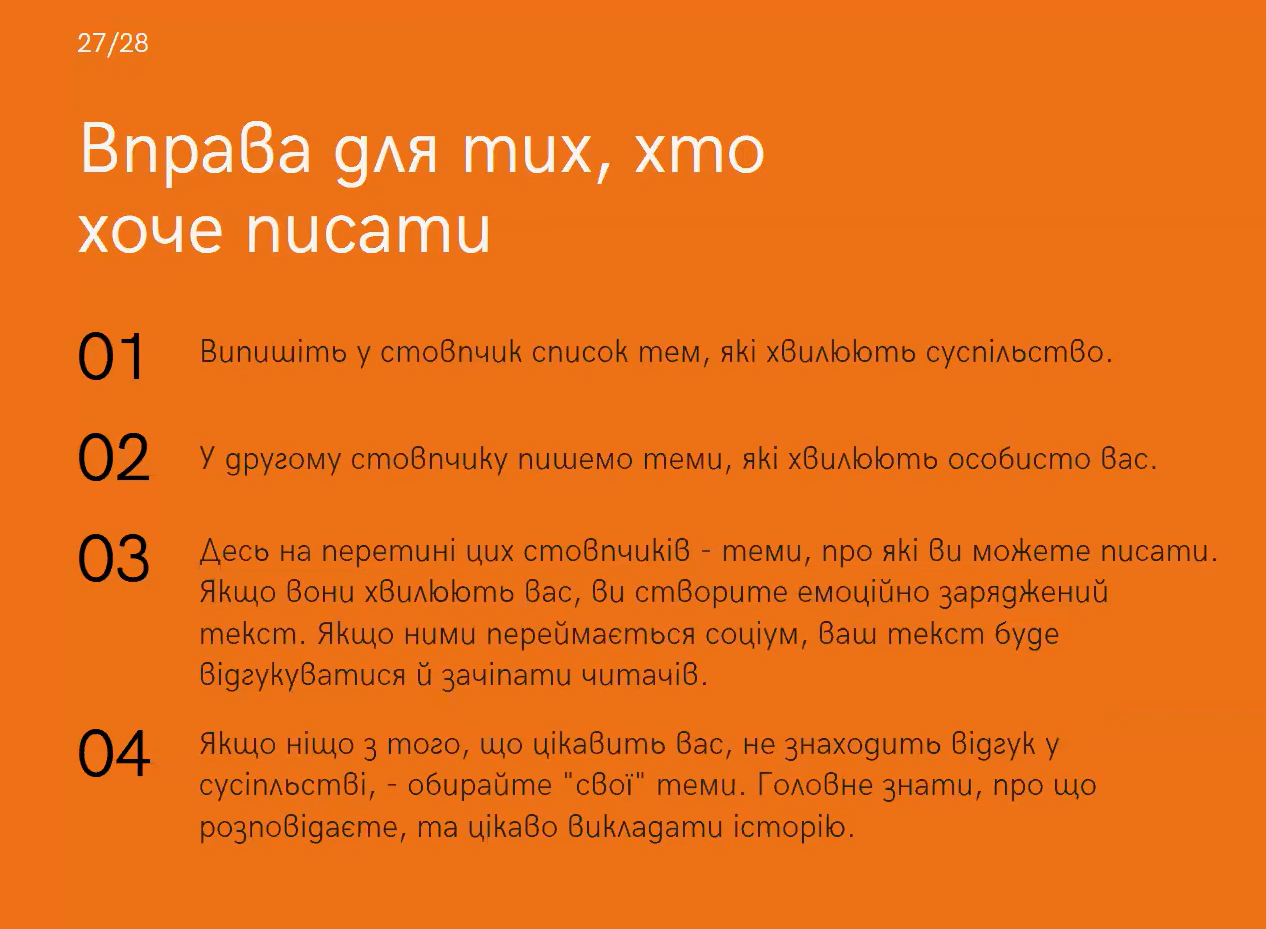 27/28
Вправа для тих, хто
хоче писати
01 Випишіть у стовпчик список тем, які хвилюють суспільство.
02 У другому стовпчику пишемо теми, які хвилюють особисто вас.
03 Десь на перетині цих стовпчиків - теми, про які ви можете писати.
Якщо вони хвилюють вас, ви створите емоційно заряджений
текст. Якщо ними переймається соціум, ваш текст буде
відгукуватися й зачіпати читачів.
04 Якщо ніщо з того, що цікавить вас, не знаходить відгук у
сусіпльстві, - обирайте "свої" теми. Головне знати, про що
розповідаєте, та цікаво викладати історію.